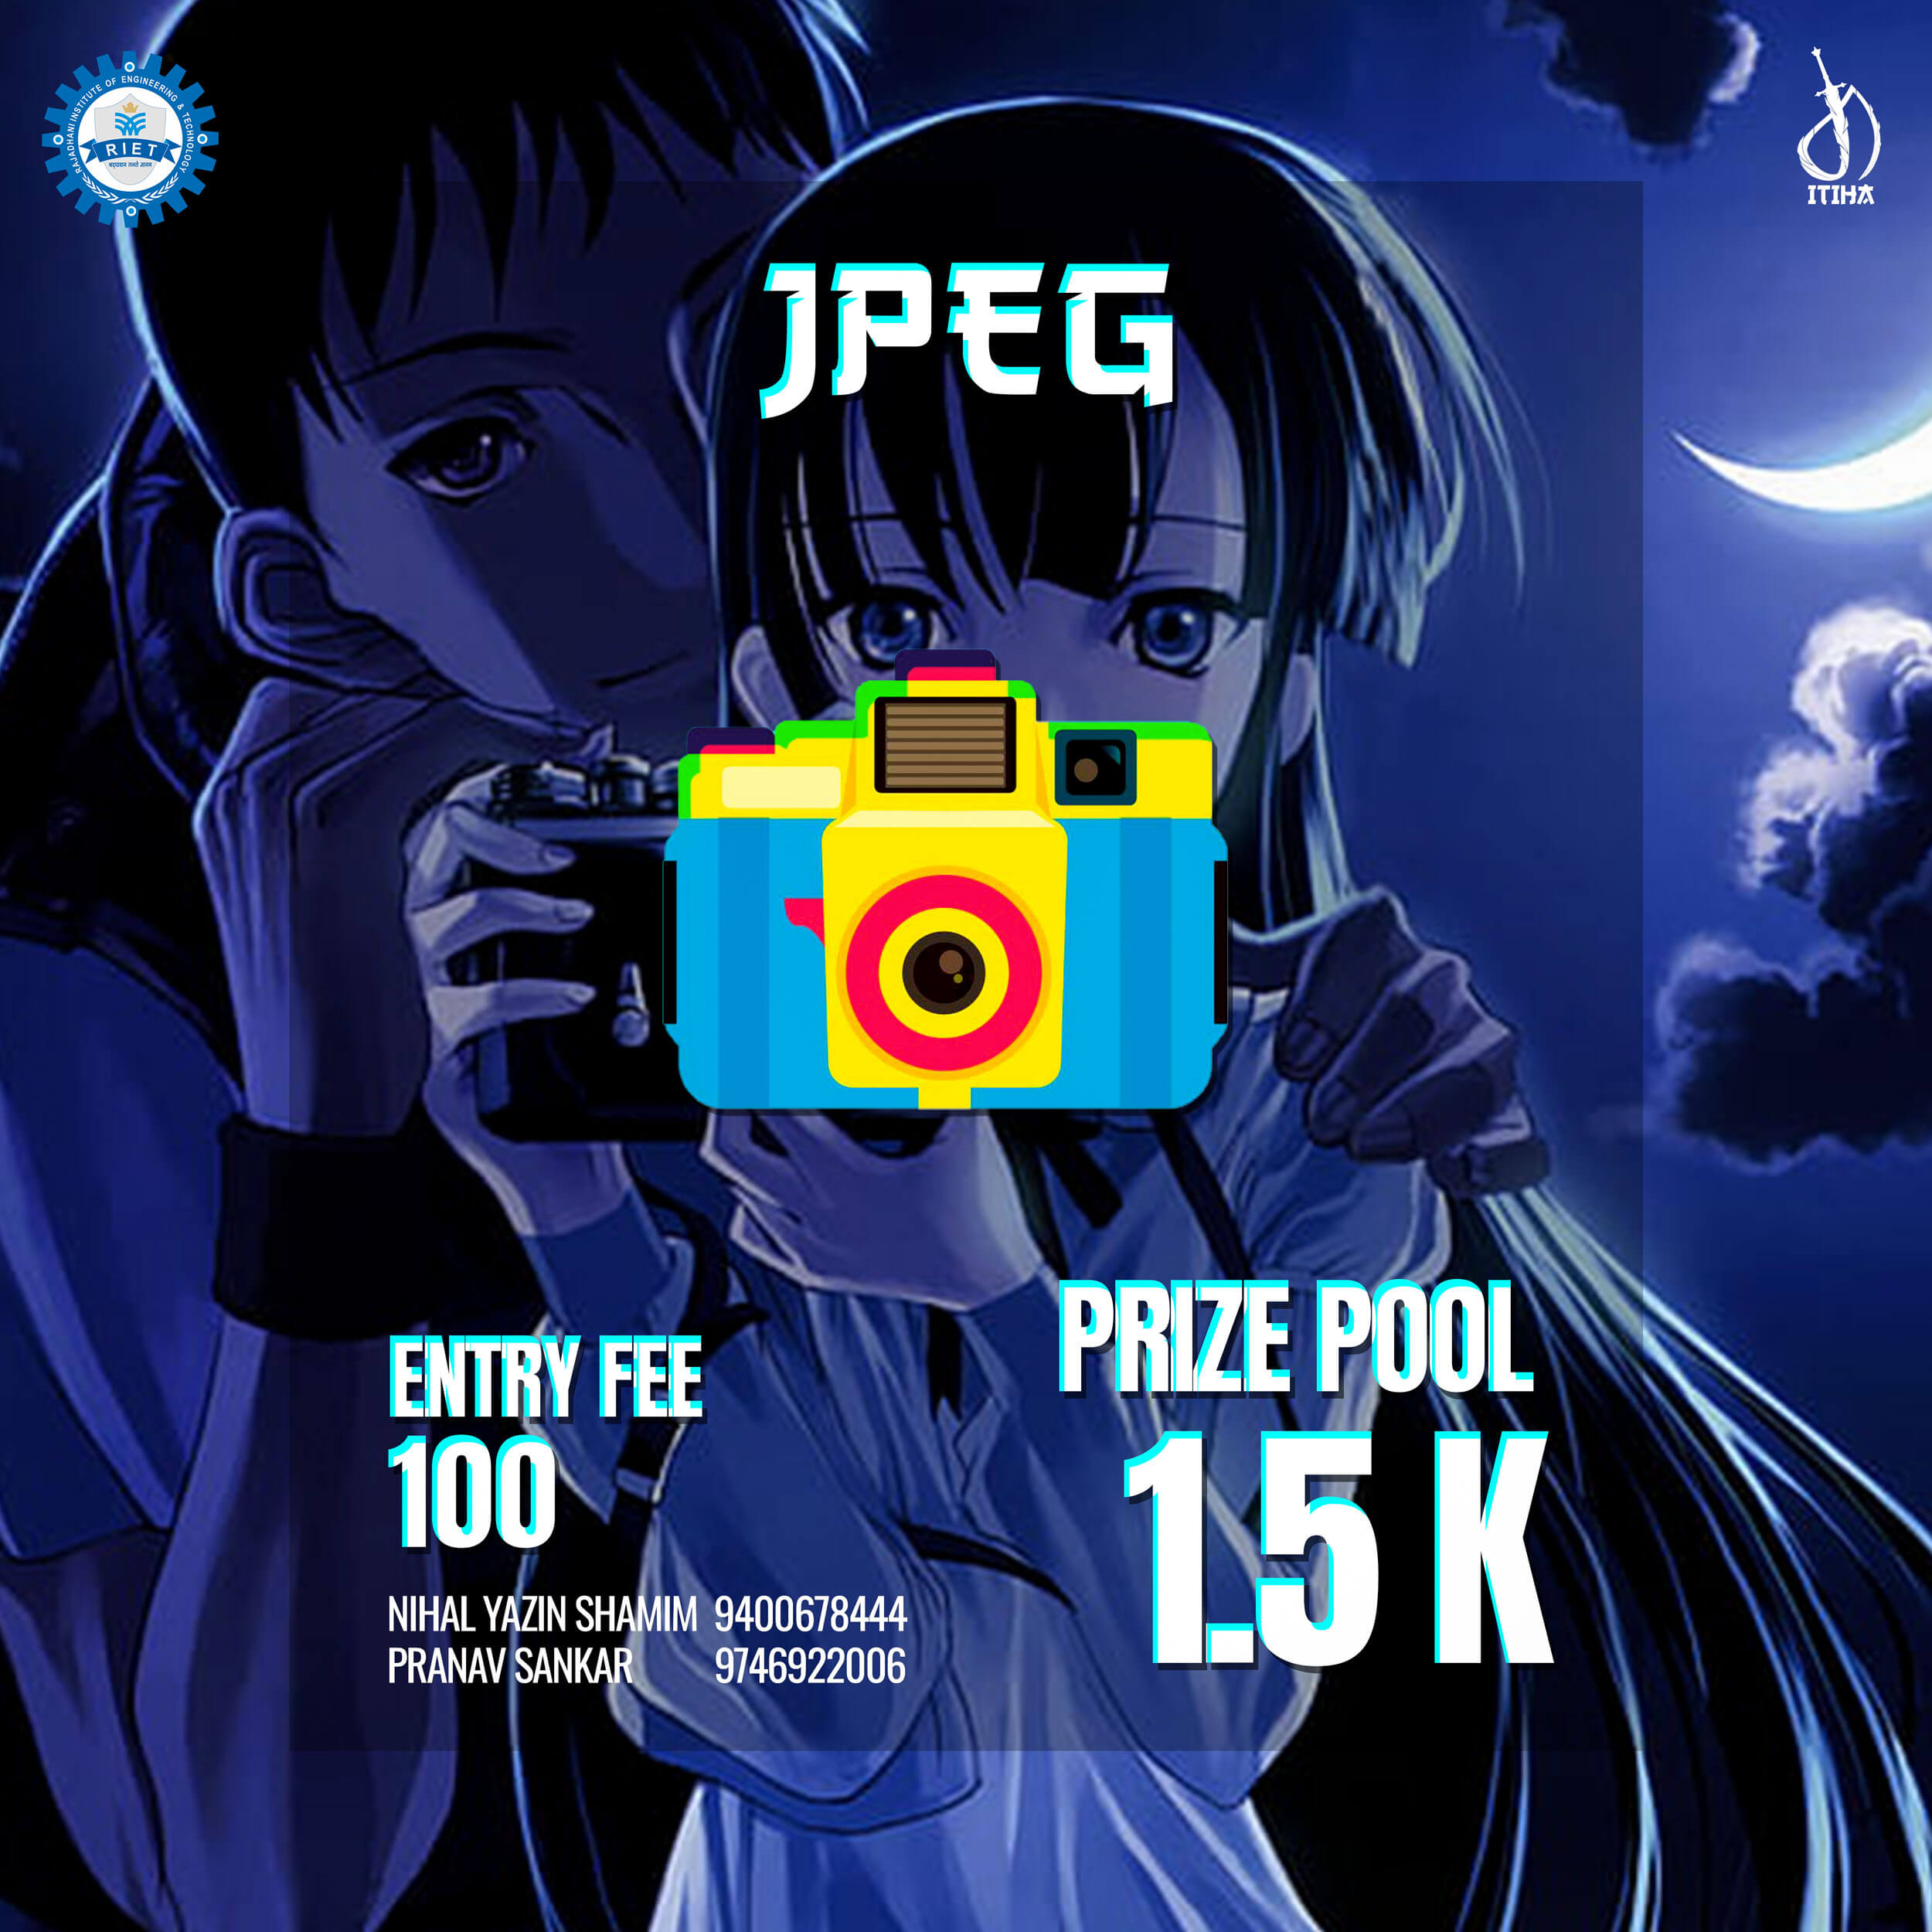 RAJADHANI INSTITUTE OF ENGINEERING & TECHNOLOGY
RIET
ITIHA
JPEG
ENTRY FEE
100
PRIZE POOL
1.5 K
NIHAL YAZIN SHAMIM 9400678444
PRANAV SANKAR 9746922006